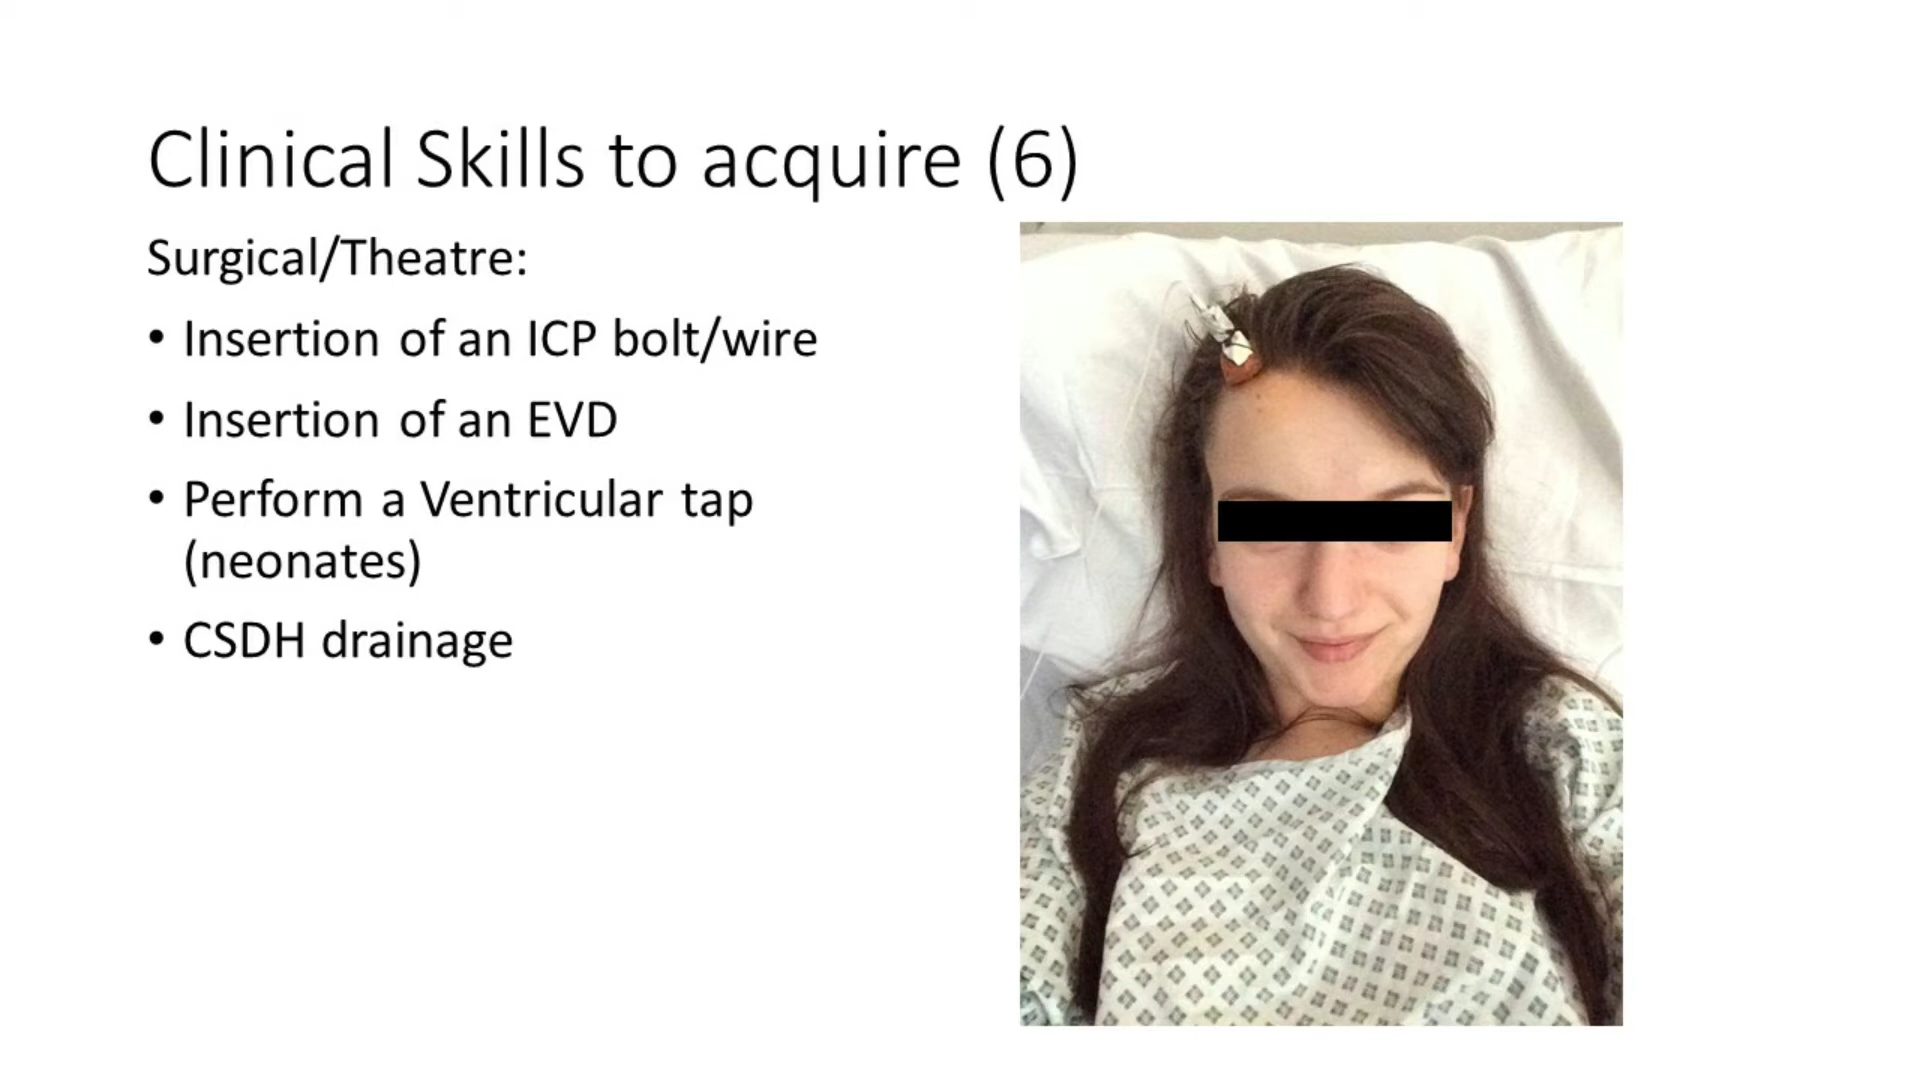 Clinical Skills to acquire (6)
Surgical/Theatre:
• Insertion of an ICP bolt/wire
• Insertion of an EVD
• Perform a Ventricular tap
(neonates)
• CSDH drainage